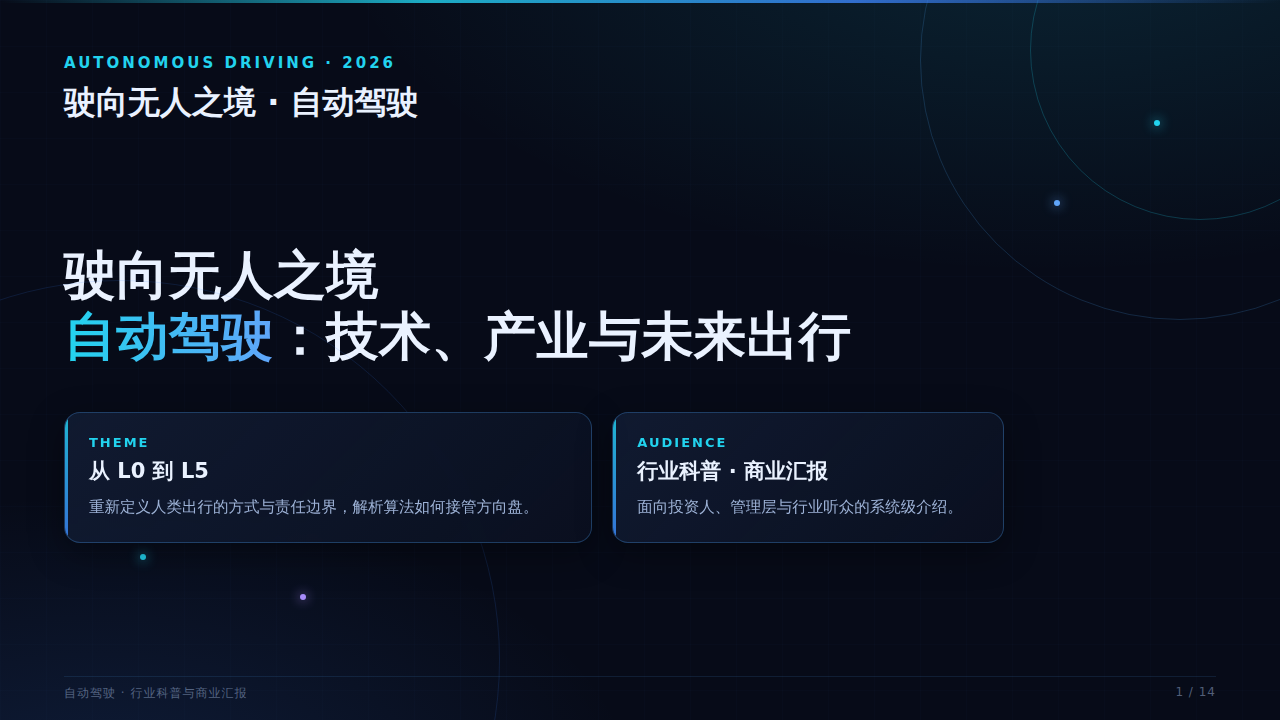 AUTONOMOUS DRIVING · 2026
驶向无人之境 · 自动驾驶
驶向无人之境
自动驾驶：技术、产业与未来出行
THEME
从 L0 到 L5
重新定义人类出行的方式与责任边界，解析算法如何接管方向盘。
AUDIENCE
行业科普 · 商业汇报
面向投资人、管理层与行业听众的系统级介绍。
自动驾驶 · 行业科普与商业汇报
1 / 14